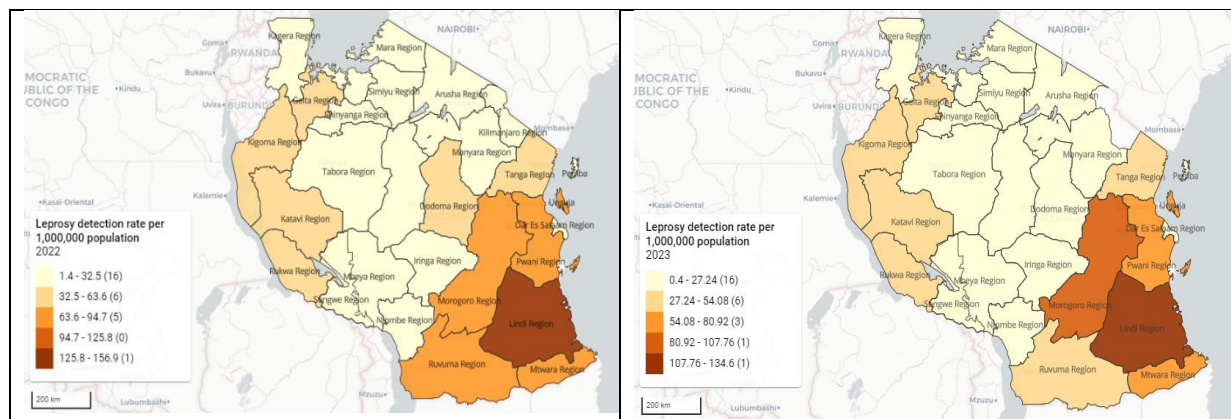 NAIROBI
Kagera Region
Mara Region
Goma
RWANDA
Bukavu
MOCRATIC
PUBLIC OF THE
CONGO
Kindu
Simiyu Region
Arusha Region
Geita Region
Uvira
BURUNDI
Shinyanga Region
Kilimanjaro Region
Mombasa
Kigoma Region
Manyara Region
Tabora Region
Tanga Region
Pemba
Kalemie
Kasai-Oriental
Dodoma Region
Unguja
Katavi Region
Dar Es Salaam Region
Leprosy detection rate per
1,000,000 population
2022
1.4 - 32.5 (16)
32.5 - 63.6 (6)
63.6 - 94.7 (5)
94.7 - 125.8 (0)
125.8 - 156.9 (1)
Iringa Region
Pwani Region
Rukwa Region
Mbeya Region
Songwe Region
Morogoro Region
Njombe Region
Lindi Region
Ruvuma Region
Mtwara Region
200 km
Lubumbashi
Mzuzu
NAIROBI
Kagera Region
Mara Region
Goma
RWANDA
Bukavu
MOCRATIC
UBLIC OF THE
CONGO
Kindu
Simiyu Region
Arusha Region
Geita Region
Uvira
BURUNDI
Shinyanga Region
Mombasa
Kigoma Region
Manyara Region
Tabora Region
Tanga Region
Pemba
Kalemie
Kasai-Oriental
Dodoma Region
Unguja
Katavi Region
Dar Es Salaam Region
Leprosy detection rate per
1,000,000 population
2023
0.4 - 27.24 (16)
27.24 - 54.08 (6)
54.08 - 80.92 (3)
80.92 - 107.76 (1)
107.76 - 134.6 (1)
Iringa Region
Pwani Region
Rukwa Region
Mbeya Region
Songwe Region
Morogoro Region
Njombe Region
Lindi Region
Ruvuma Region
Mtwara Region
200 km
Lubumbashi
Mzuzu